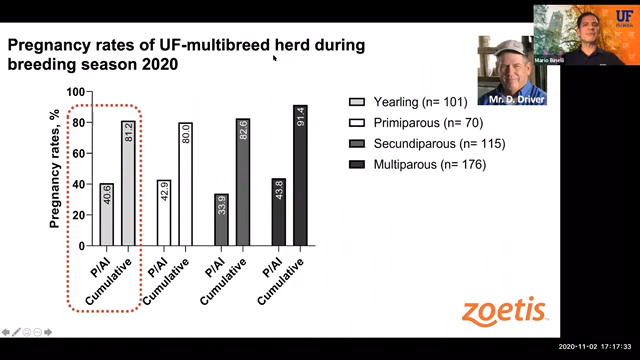 Pregnancy rates of UF-multibreed herd during
breeding season 2020
Mr. D. Driver
Mario Binelli
UF
Pregnancy rates, %
100
80
60
40
20
0
40.6
81.2
42.9
80.0
33.9
82.6
43.8
91.4
P/AI
Cumulative
P/AI
Cumulative
P/AI
Cumulative
P/AI
Cumulative
Yearling (n= 101)
Primiparous (n= 70)
Secundiparous (n= 115)
Multiparous (n= 176)
zoetis
2020-11-02 17:17:33